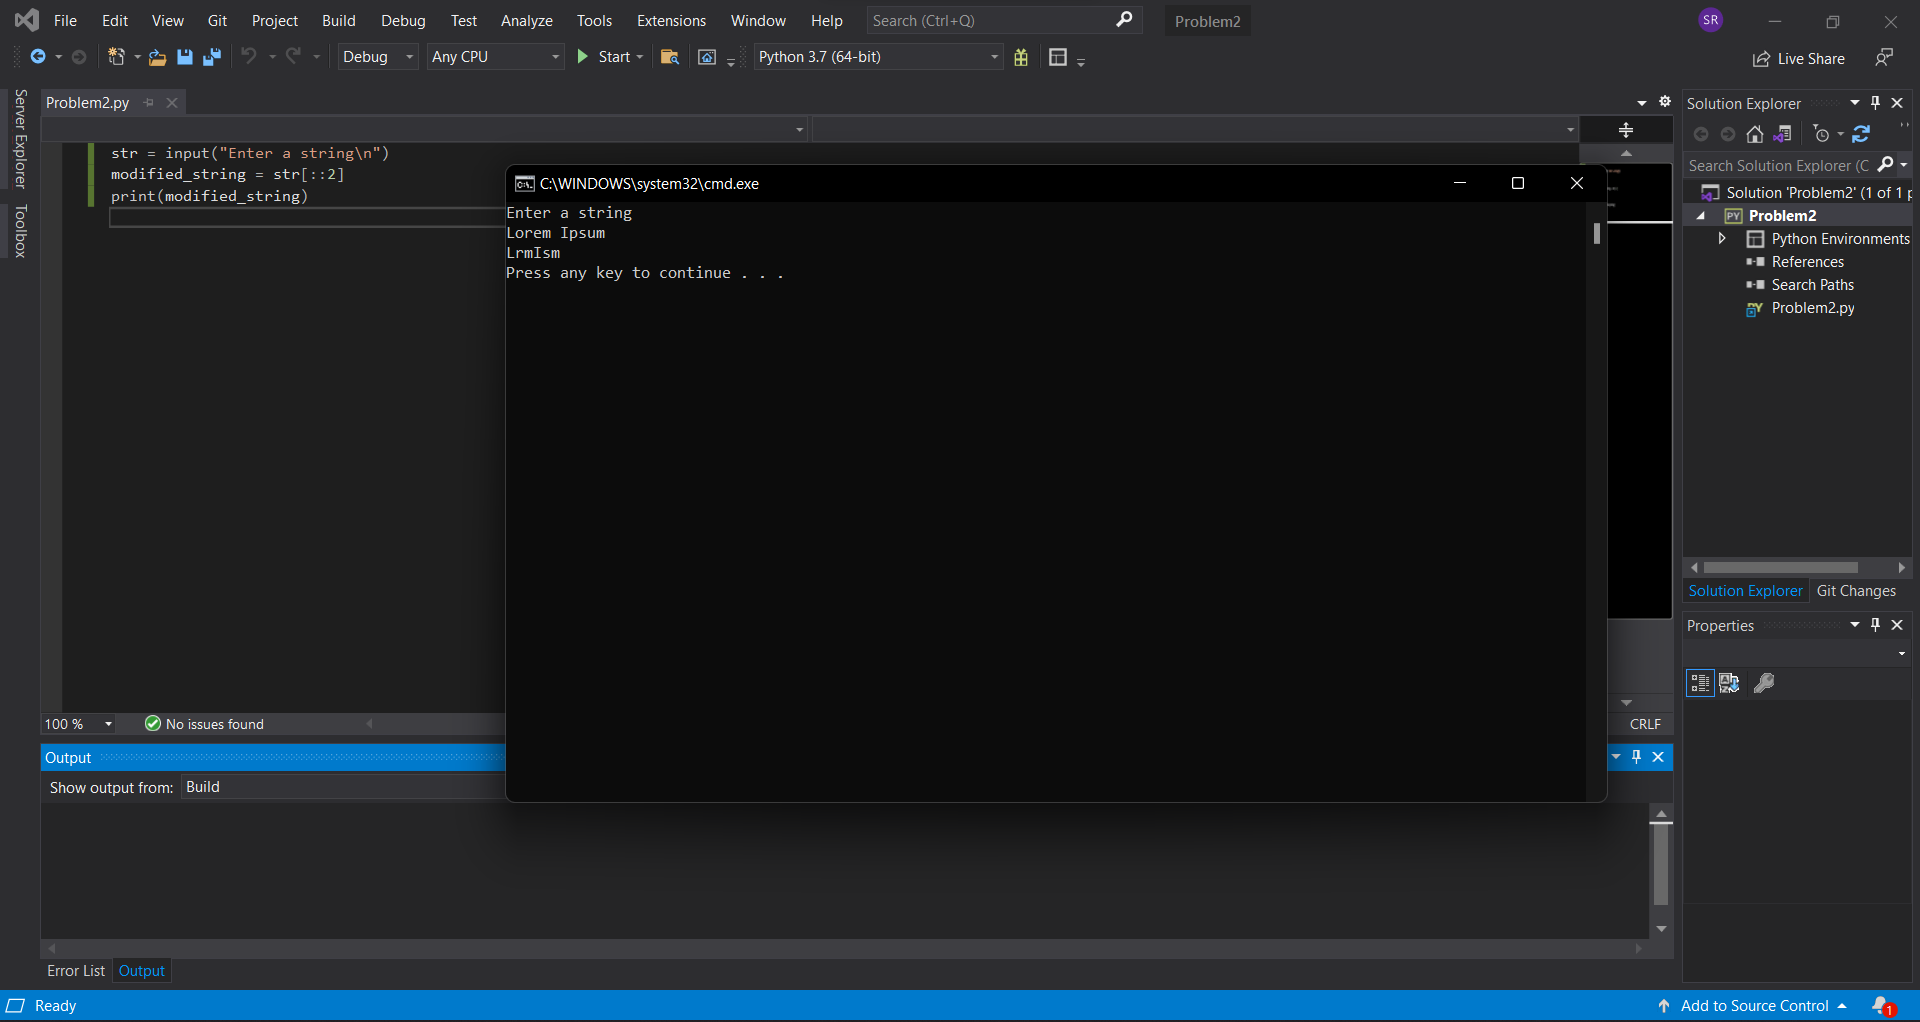 File Edit View Git Project Build Debug Test Analyze Tools Extensions Window Help Search (Ctrl+Q) Problem2 SR
Debug Any CPU Start Python 3.7 (64-bit) Live Share
Server Explorer
Toolbox
Problem2.py
str = input("Enter a string\n")
modified_string = str[::2]
print(modified_string)
C:\WINDOWS\system32\cmd.exe
Enter a string
Lorem Ipsum
LrmIsm
Press any key to continue . . .
100 % No issues found CRLF
Output
Show output from: Build
Error List Output
Solution Explorer
Search Solution Explorer (C
Solution 'Problem2' (1 of 1 p
PY Problem2
Python Environments
References
Search Paths
PY Problem2.py
Solution Explorer Git Changes
Properties
Ready Add to Source Control 1